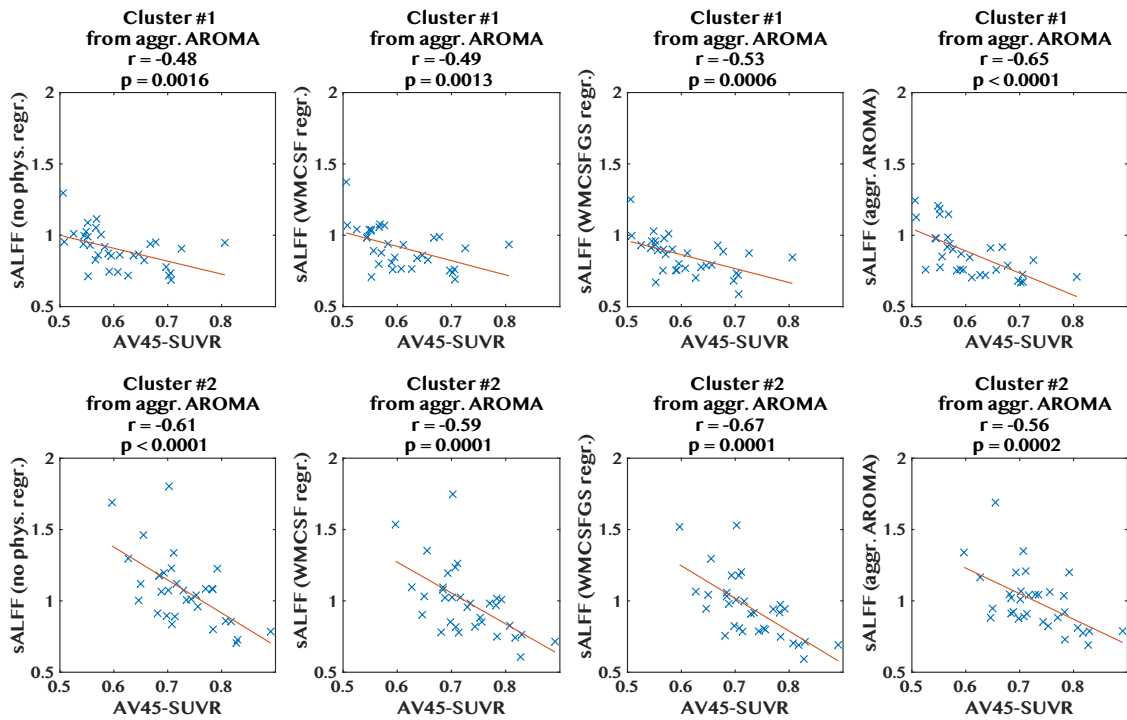 Cluster #1
from aggr. AROMA
r = -0.48
p = 0.0016
sALFF (no phys. regr.)
2
1.5
1
0.5
0.5 0.6 0.7 0.8
AV45-SUVR
Cluster #1
from aggr. AROMA
r = -0.49
p = 0.0013
sALFF (WMCSF regr.)
2
1.5
1
0.5
0.5 0.6 0.7 0.8
AV45-SUVR
Cluster #1
from aggr. AROMA
r = -0.53
p = 0.0006
sALFF (WMCSFGS regr.)
2
1.5
1
0.5
0.5 0.6 0.7 0.8
AV45-SUVR
Cluster #1
from aggr. AROMA
r = -0.65
p < 0.0001
sALFF (aggr. AROMA)
2
1.5
1
0.5
0.5 0.6 0.7 0.8
AV45-SUVR
Cluster #2
from aggr. AROMA
r = -0.61
p < 0.0001
sALFF (no phys. regr.)
2
1.5
1
0.5
0.5 0.6 0.7 0.8
AV45-SUVR
Cluster #2
from aggr. AROMA
r = -0.59
p = 0.0001
sALFF (WMCSF regr.)
2
1.5
1
0.5
0.5 0.6 0.7 0.8
AV45-SUVR
Cluster #2
from aggr. AROMA
r = -0.67
p = 0.0001
sALFF (WMCSFGS regr.)
2
1.5
1
0.5
0.5 0.6 0.7 0.8
AV45-SUVR
Cluster #2
from aggr. AROMA
r = -0.56
p = 0.0002
sALFF (aggr. AROMA)
2
1.5
1
0.5
0.5 0.6 0.7 0.8
AV45-SUVR